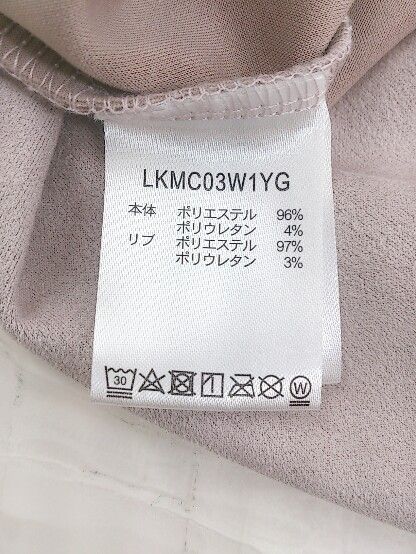 LKMC03W1YG
本体 ポリエステル 96%
ポリウレタン 4%
リブ ポリエステル 97%
ポリウレタン 3%
30 W